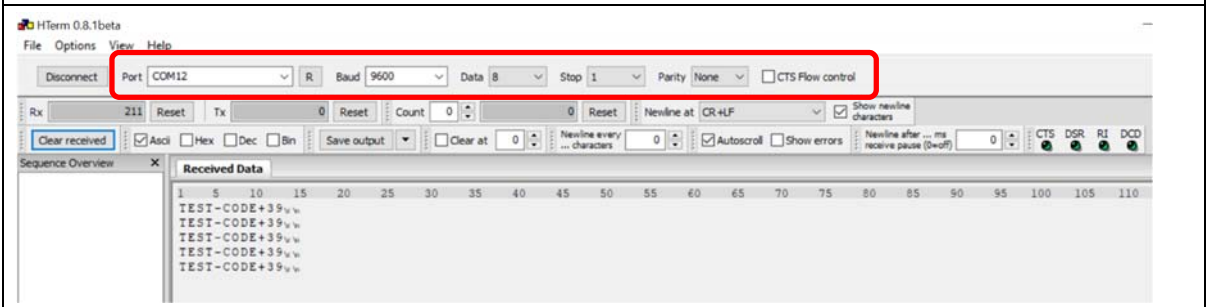 HTerm 0.8.1beta
File Options View Help
Disconnect Port COM12 R Baud 9600 Data 8 Stop 1 Parity None CTS Flow control
Rx 211 Reset Tx 0 Reset Count 0 0 Reset Newline at CR+LF Show newline characters
Clear received Ascii Hex Dec Bin Save output Clear at 0 Newline every ... characters 0 Autoscroll Show errors Newline after ... ms receive pause (0=off) 0 CTS DSR RI DCD
Sequence Overview X Received Data
1 5 10 15 20 25 30 35 40 45 50 55 60 65 70 75 80 85 90 95 100 105 110
TEST-CODE+39
TEST-CODE+39
TEST-CODE+39
TEST-CODE+39
TEST-CODE+39